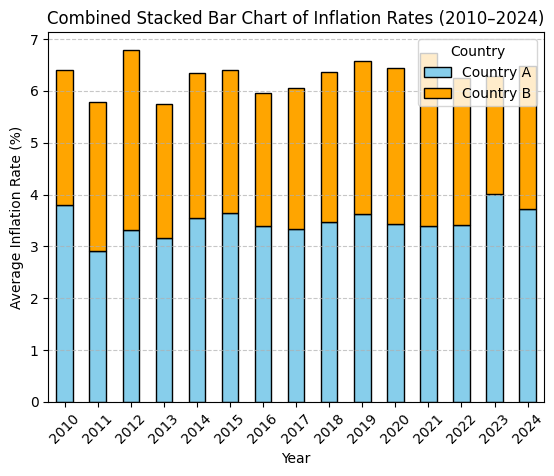 Combined Stacked Bar Chart of Inflation Rates (2010–2024)
Country
Country A
Country B
Average Inflation Rate (%)
7
6
5
4
3
2
1
0
2010 2011 2012 2013 2014 2015 2016 2017 2018 2019 2020 2021 2022 2023 2024
Year